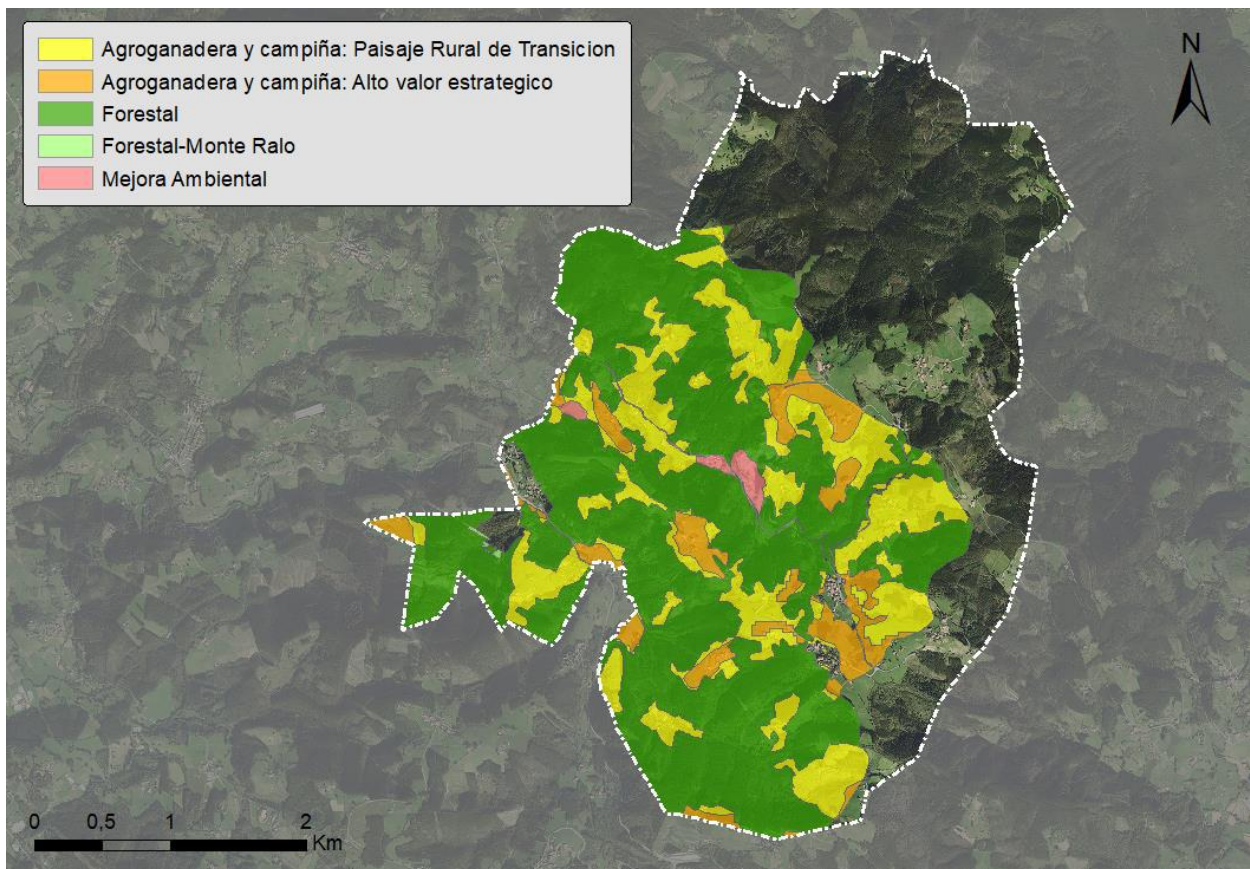 Agroganadera y campiña: Paisaje Rural de Transicion
Agroganadera y campiña: Alto valor estrategico
Forestal
Forestal-Monte Ralo
Mejora Ambiental
N
0 0,5 1 2
Km